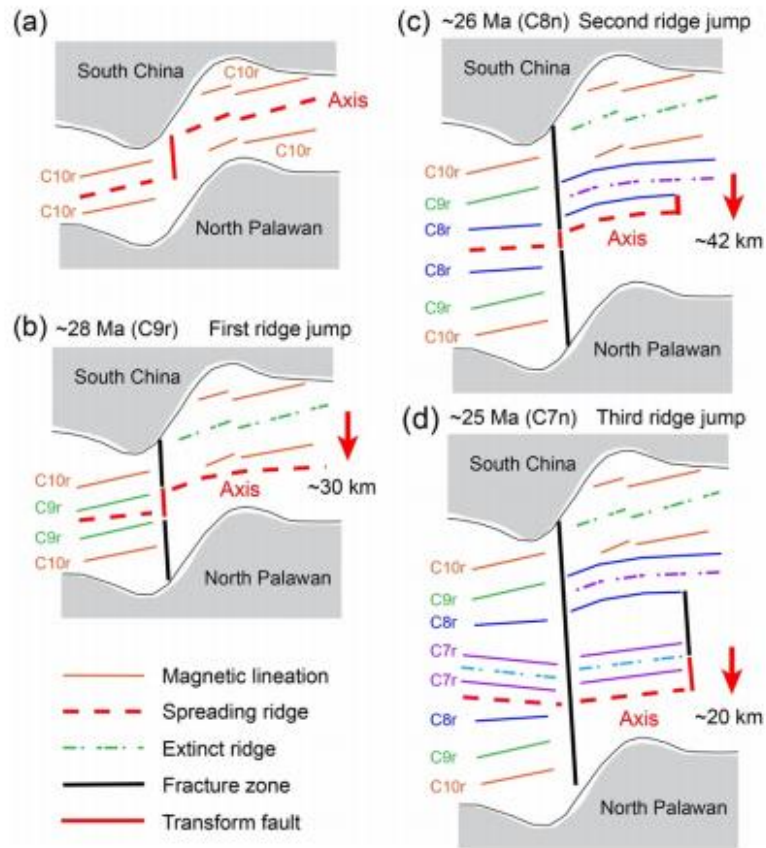 (a)
South China
C10r
Axis
C10r
C10r
C10r
North Palawan
(b) ~28 Ma (C9r) First ridge jump
South China
C10r
C9r
C9r
C10r
Axis
~30 km
North Palawan
Magnetic lineation
Spreading ridge
Extinct ridge
Fracture zone
Transform fault
(c) ~26 Ma (C8n) Second ridge jump
South China
C10r
C9r
C8r
C8r
C9r
C10r
Axis
~42 km
North Palawan
(d) ~25 Ma (C7n) Third ridge jump
South China
C10r
C9r
C8r
C7r
C7r
C8r
C9r
C10r
Axis
~20 km
North Palawan